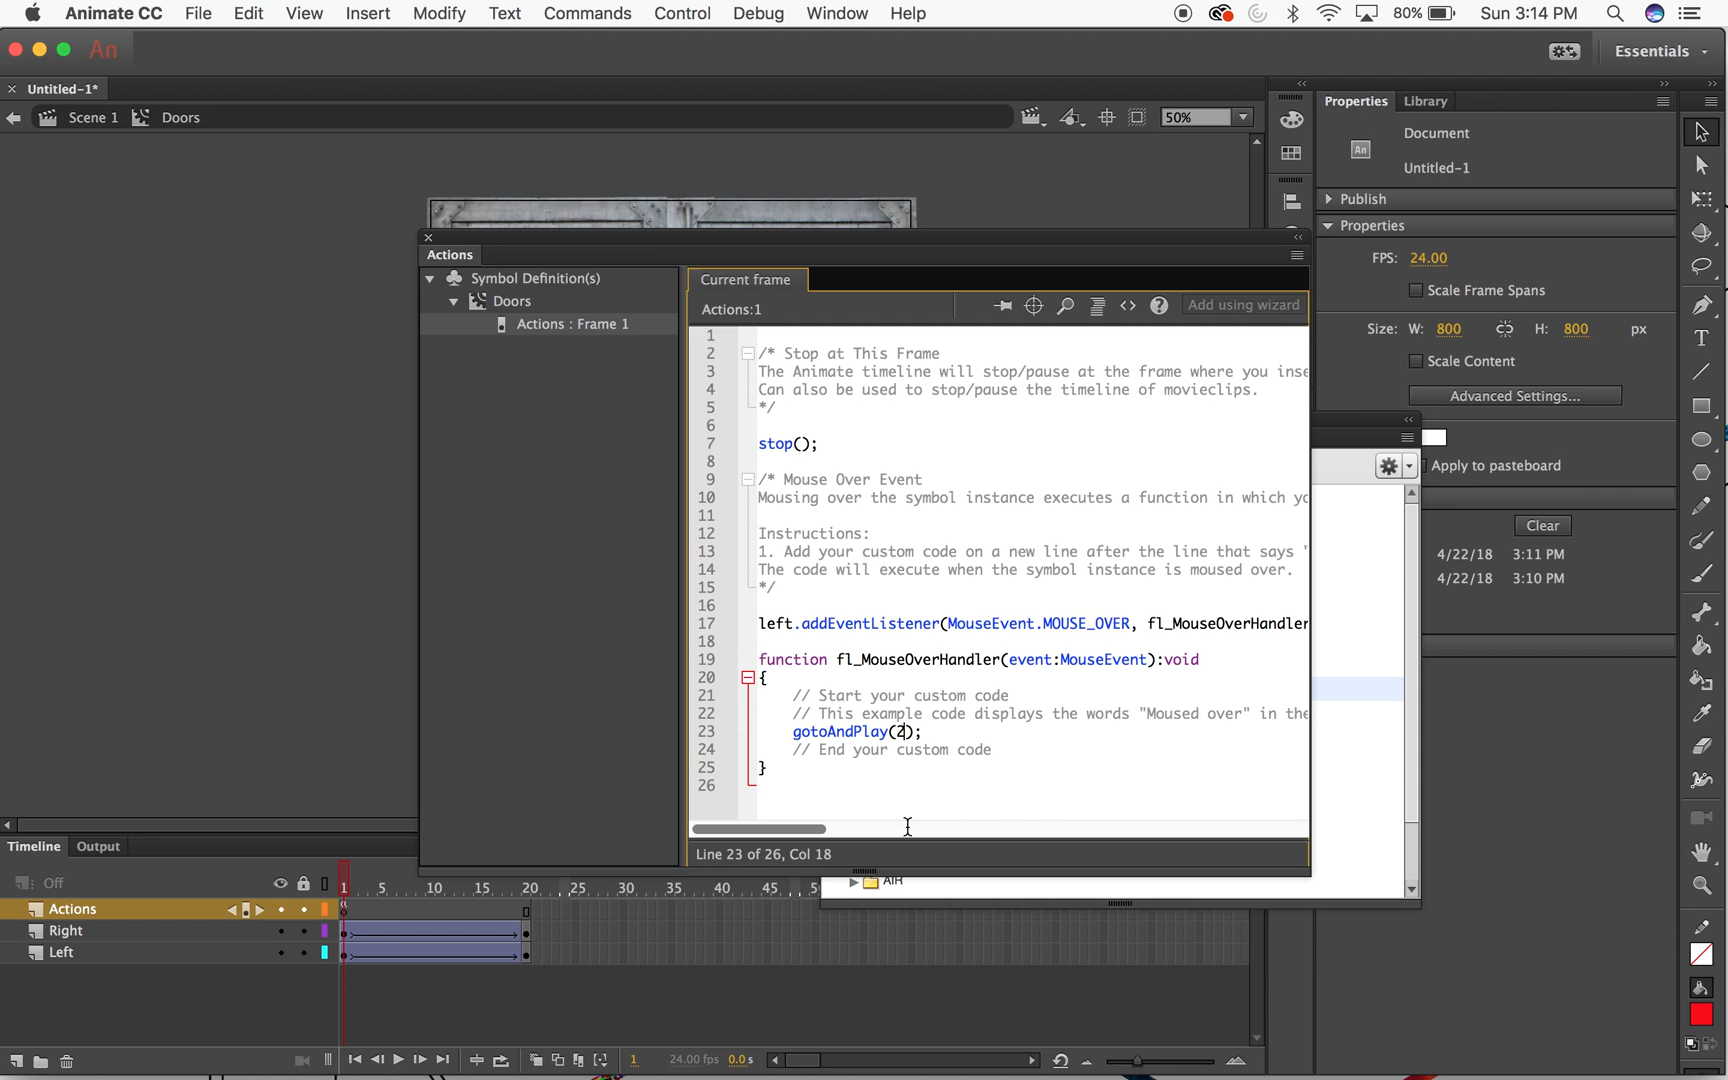 Animate CC File Edit View Insert Modify Text Commands Control Debug Window Help 80% Sun 3:14 PM
An Essentials
Untitled-1*
Scene 1 Doors 50%
Properties Library
Document
An
Untitled-1
Publish
Properties
FPS: 24.00
Scale Frame Spans
Size: W: 800 H: 800 px
Scale Content
Advanced Settings...
Apply to pasteboard
Clear
4/22/18 3:11 PM
4/22/18 3:10 PM
Actions
Symbol Definition(s)
Doors
Actions : Frame 1
Current frame
Actions:1 Add using wizard
1
2 /* Stop at This Frame
3 The Animate timeline will stop/pause at the frame where you inse
4 Can also be used to stop/pause the timeline of movieclips.
5 */
6
7 stop();
8
9 /* Mouse Over Event
10 Mousing over the symbol instance executes a function in which yo
11
12 Instructions:
13 1. Add your custom code on a new line after the line that says "
14 The code will execute when the symbol instance is moused over.
15 */
16
17 left.addEventListener(MouseEvent.MOUSE_OVER, fl_MouseOverHandler
18
19 function fl_MouseOverHandler(event:MouseEvent):void
20 {
21 // Start your custom code
22 // This example code displays the words "Moused over" in the
23 gotoAndPlay(2);
24 // End your custom code
25 }
26
Line 23 of 26, Col 18
AIR
Timeline Output
Off 1 5 10 15 20 25 30 35 40 45 5
Actions
Right
Left
1 24.00 fps 0.0 s